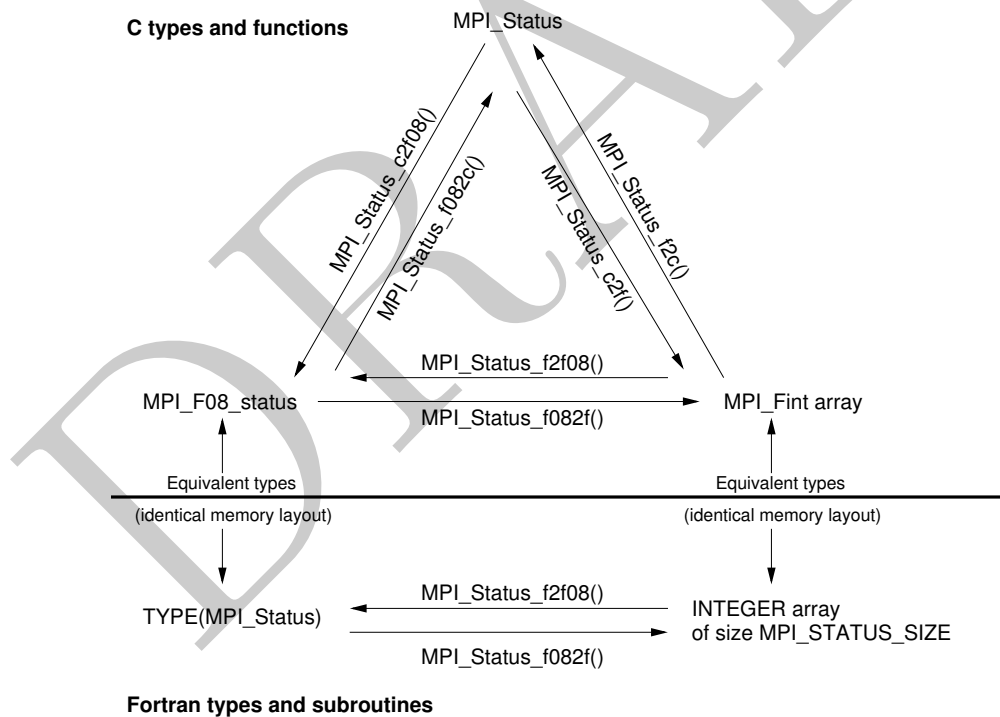 C types and functions
MPI_Status
MPI_Status_c2f08()
MPI_Status_f082c()
MPI_Status_c2f()
MPI_Status_f2c()
MPI_Status_f2f08()
MPI_F08_status
MPI_Fint array
MPI_Status_f082f()
Equivalent types
Equivalent types
(identical memory layout)
(identical memory layout)
MPI_Status_f2f08()
TYPE(MPI_Status)
INTEGER array
of size MPI_STATUS_SIZE
MPI_Status_f082f()
Fortran types and subroutines